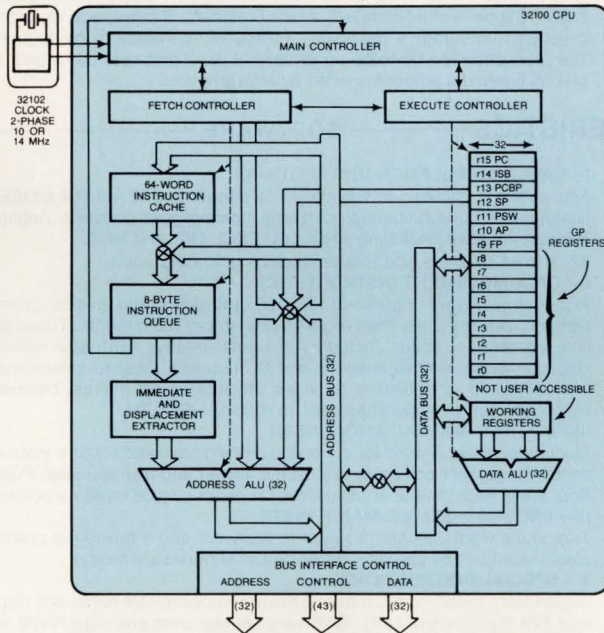 32100 CPU
MAIN CONTROLLER
32102
CLOCK
2-PHASE
10 OR
14 MHz
FETCH CONTROLLER
EXECUTE CONTROLLER
ERISTICS
32
r15 PC
r14 ISB
r13 PCBP
r12 SP
r11 PSW
r10 AP
r9 FP
r8
r7
r6
r5
r4
r3
r2
r1
r0
GP
REGISTERS
64-WORD
INSTRUCTION
CACHE
8-BYTE
INSTRUCTION
QUEUE
IMMEDIATE
AND
DISPLACEMENT
EXTRACTOR
ADDRESS BUS (32)
DATA BUS (32)
NOT USER ACCESSIBLE
WORKING
REGISTERS
ADDRESS ALU (32)
DATA ALU (32)
BUS INTERFACE CONTROL
ADDRESS CONTROL DATA
(32) (43) (32)